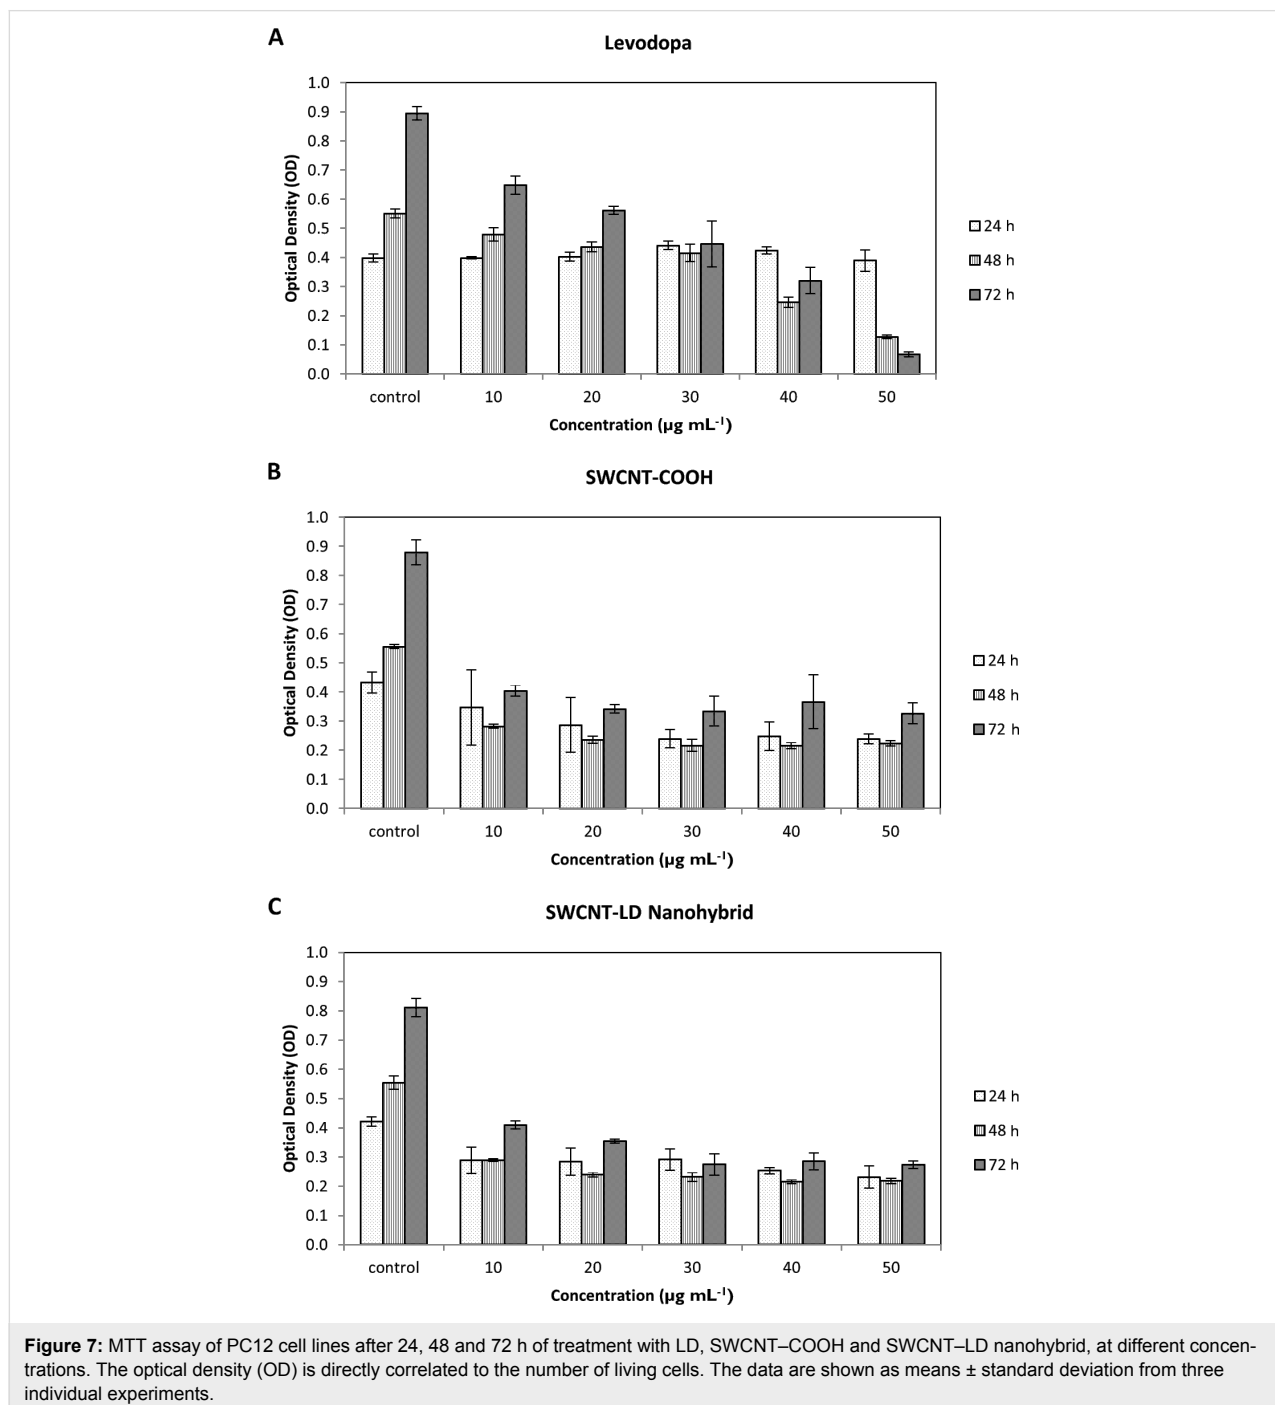 A
Levodopa
1.0
0.9
0.8
0.7
0.6
0.5
0.4
0.3
0.2
0.1
0.0
Optical Density (OD)
control 10 20 30 40 50
Concentration (µg mL⁻¹)
24 h
48 h
72 h
B
SWCNT-COOH
1.0
0.9
0.8
0.7
0.6
0.5
0.4
0.3
0.2
0.1
0.0
Optical Density (OD)
control 10 20 30 40 50
Concentration (µg mL⁻¹)
24 h
48 h
72 h
C
SWCNT-LD Nanohybrid
1.0
0.9
0.8
0.7
0.6
0.5
0.4
0.3
0.2
0.1
0.0
Optical Density (OD)
control 10 20 30 40 50
Concentration (µg mL⁻¹)
24 h
48 h
72 h
Figure 7: MTT assay of PC12 cell lines after 24, 48 and 72 h of treatment with LD, SWCNT–COOH and SWCNT–LD nanohybrid, at different concen-
trations. The optical density (OD) is directly correlated to the number of living cells. The data are shown as means ± standard deviation from three
individual experiments.